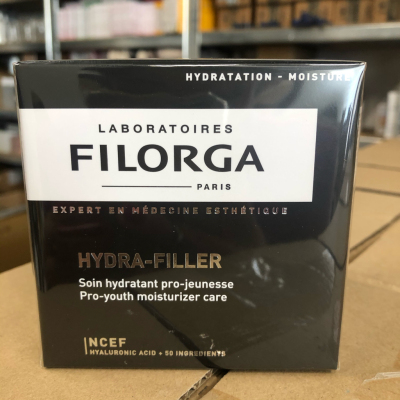 HYDRATATION - MOISTURE
LABORATOIRES
FILORGA
PARIS
EXPERT EN MÉDECINE ESTHÉTIQUE
HYDRA-FILLER
Soin hydratant pro-jeunesse
Pro-youth moisturizer care
NCEF
HYALURONIC ACID + 50 INGREDIENTS